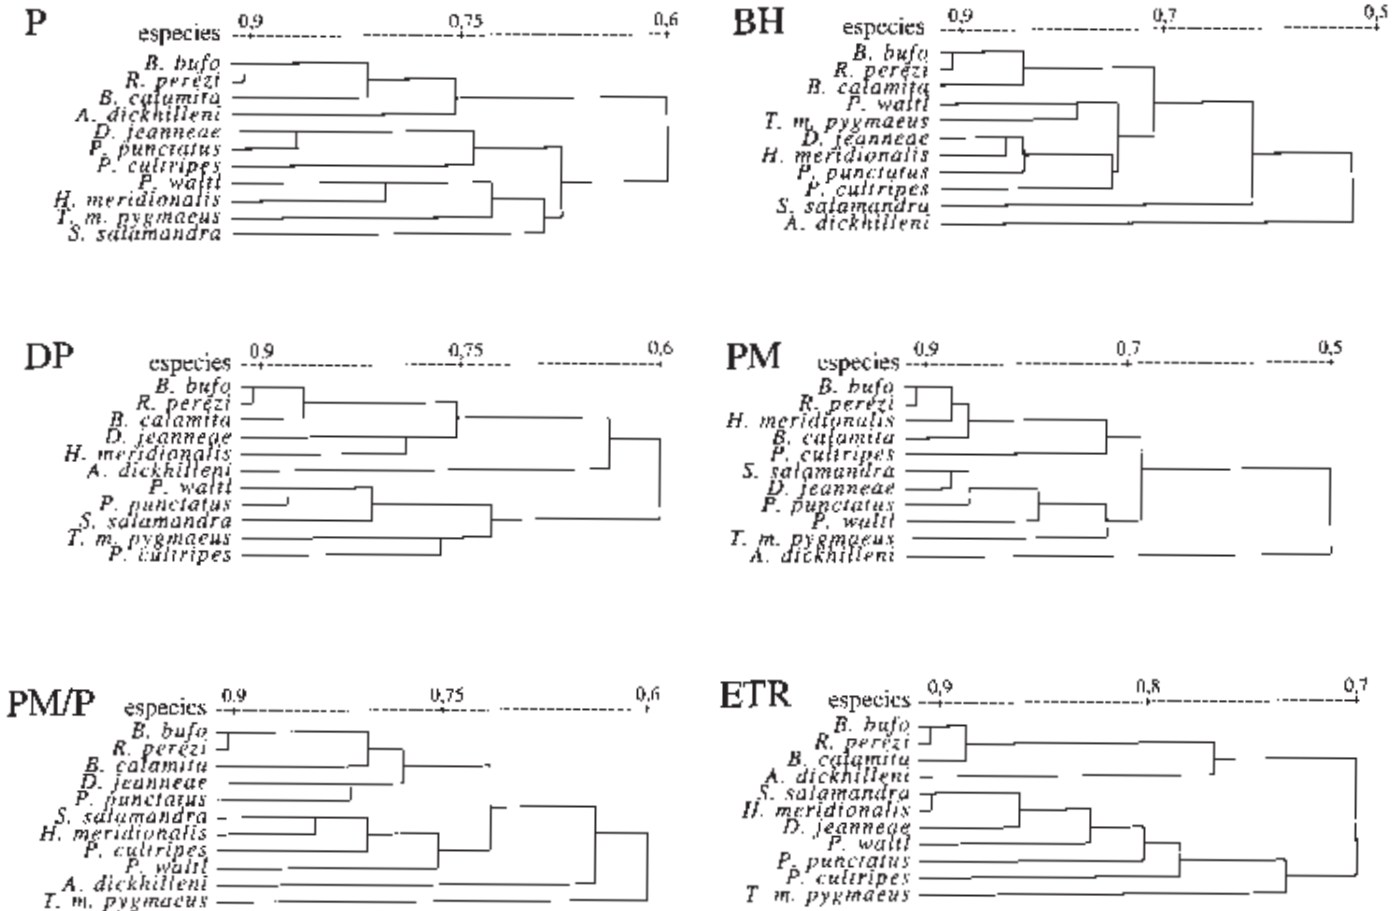 P 0,9 0,75 0,6
especies
B. bufo
R. perezi
B. calamita
A. dickhilleni
D. jeanneae
P. punctatus
P. cultripes
P. waltl
H. meridionalis
T. m. pygmaeus
S. salamandra
BH 0,9 0,7 0,5
especies
B. bufo
R. perezi
B. calamita
P. waltl
T. m. pygmaeus
D. jeanneae
H. meridionalis
P. punctatus
P. cultripes
S. salamandra
A. dickhilleni
DP 0,9 0,75 0,6
especies
B. bufo
R. perezi
B. calamita
D. jeanneae
H. meridionalis
A. dickhilleni
P. waltl
P. punctatus
S. salamandra
T. m. pygmaeus
P. cultripes
PM 0,9 0,7 0,5
especies
B. bufo
R. perezi
H. meridionalis
B. calamita
P. cultripes
S. salamandra
D. jeanneae
P. punctatus
P. waltl
T. m. pygmaeus
A. dickhilleni
PM/P 0,9 0,75 0,6
especies
B. bufo
R. perezi
B. calamita
D. jeanneae
P. punctatus
S. salamandra
H. meridionalis
P. cultripes
P. waltl
A. dickhilleni
T. m. pygmaeus
ETR 0,9 0,8 0,7
especies
B. bufo
R. perezi
B. calamita
A. dickhilleni
S. salamandra
H. meridionalis
D. jeanneae
P. waltl
P. punctatus
P. cultripes
T m. pygmaeus